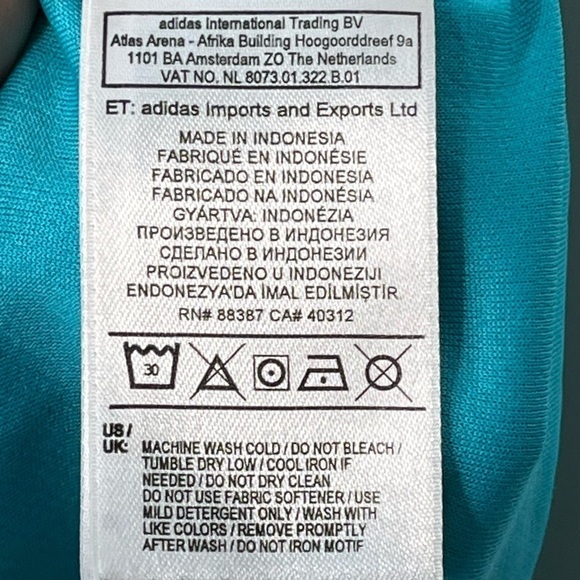 adidas International Trading BV
Atlas Arena - Afrika Building Hoogoorddreef 9a
1101 BA Amsterdam ZO The Netherlands
VAT NO. NL 8073.01.322.B.01
ET: adidas Imports and Exports Ltd
MADE IN INDONESIA
FABRIQUÉ EN INDONÉSIE
FABRICADO EN INDONESIA
FABRICADO NA INDONÉSIA
GYÁRTVA: INDONÉZIA
ПРОИЗВЕДЕНО В ИНДОНЕЗИЯ
СДЕЛАНО В ИНДОНЕЗИИ
PROIZVEDENO U INDONEZIJI
ENDONEZYA'DA İMAL EDİLMİŞTİR
RN# 88387 CA# 40312
30
US /
UK: MACHINE WASH COLD / DO NOT BLEACH /
TUMBLE DRY LOW / COOL IRON IF
NEEDED / DO NOT DRY CLEAN
DO NOT USE FABRIC SOFTENER / USE
MILD DETERGENT ONLY / WASH WITH
LIKE COLORS / REMOVE PROMPTLY
AFTER WASH / DO NOT IRON MOTIF